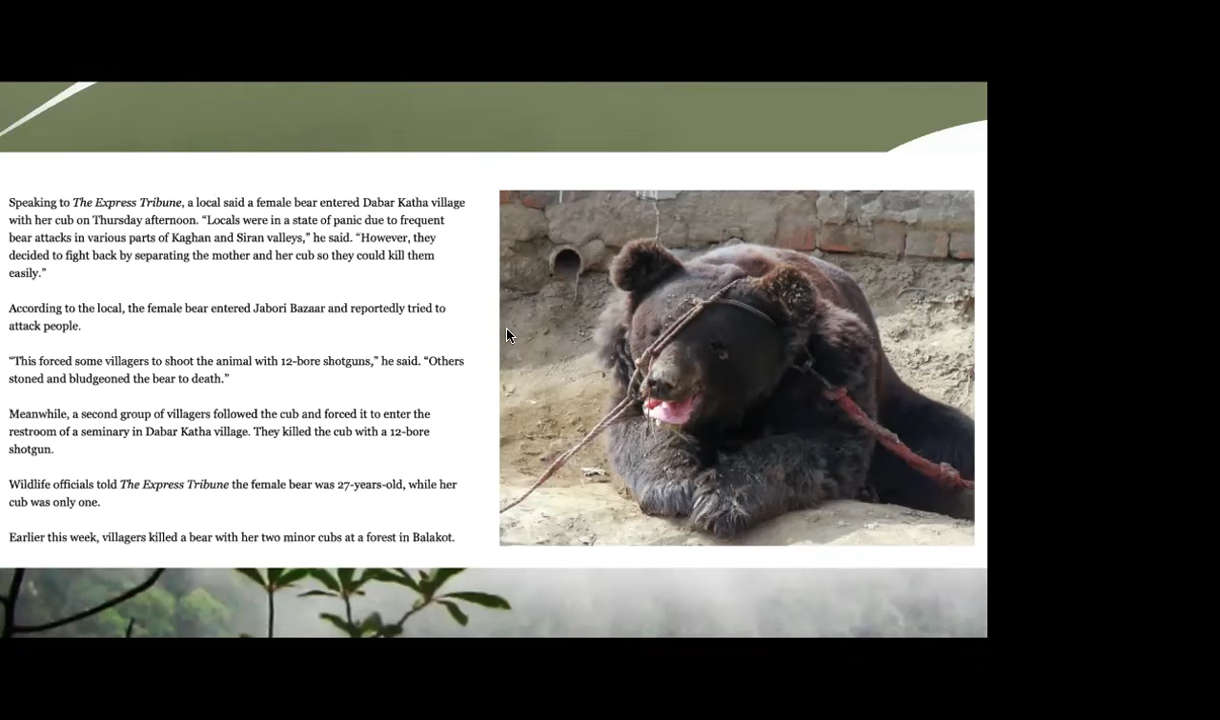 Speaking to The Express Tribune, a local said a female bear entered Dabar Katha village
with her cub on Thursday afternoon. “Locals were in a state of panic due to frequent
bear attacks in various parts of Kaghan and Siran valleys,” he said. “However, they
decided to fight back by separating the mother and her cub so they could kill them
easily.”
According to the local, the female bear entered Jabori Bazaar and reportedly tried to
attack people.
“This forced some villagers to shoot the animal with 12-bore shotguns,” he said. “Others
stoned and bludgeoned the bear to death.”
Meanwhile, a second group of villagers followed the cub and forced it to enter the
restroom of a seminary in Dabar Katha village. They killed the cub with a 12-bore
shotgun.
Wildlife officials told The Express Tribune the female bear was 27-years-old, while her
cub was only one.
Earlier this week, villagers killed a bear with her two minor cubs at a forest in Balakot.